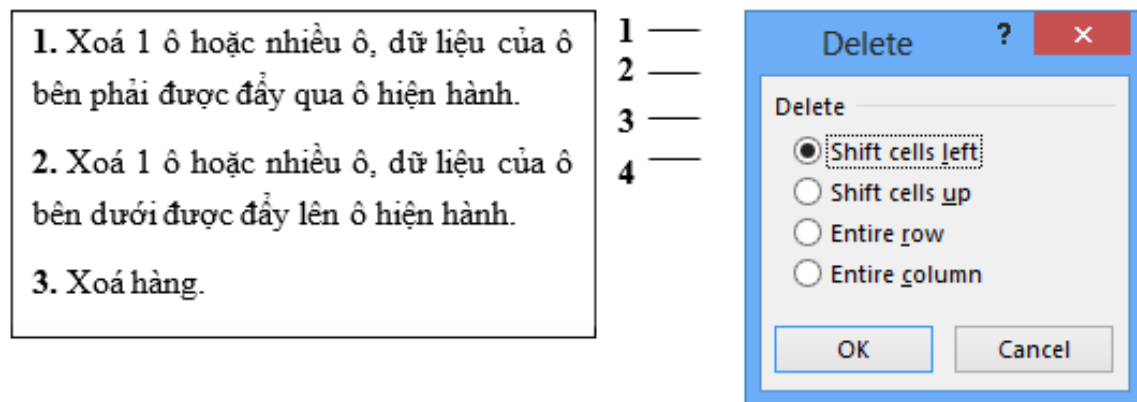 1. Xoá 1 ô hoặc nhiều ô, dữ liệu của ô
bên phải được đẩy qua ô hiện hành.
2. Xoá 1 ô hoặc nhiều ô, dữ liệu của ô
bên dưới được đẩy lên ô hiện hành.
3. Xoá hàng.
1
2
3
4
Delete ? ×
Delete
Shift cells left
Shift cells up
Entire row
Entire column
OK Cancel